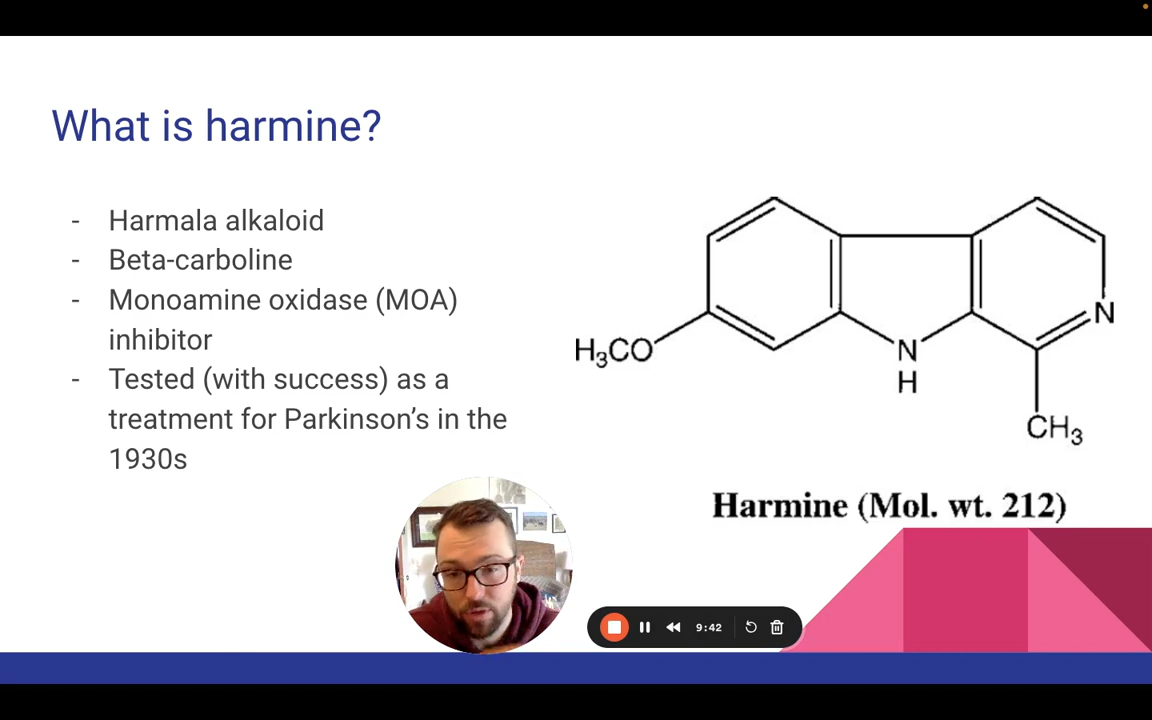 What is harmine?
- Harmala alkaloid
- Beta-carboline
- Monoamine oxidase (MOA)
inhibitor
- Tested (with success) as a
treatment for Parkinson’s in the
1930s
N
H₃CO
N
H
CH₃
Harmine (Mol. wt. 212)
9:42